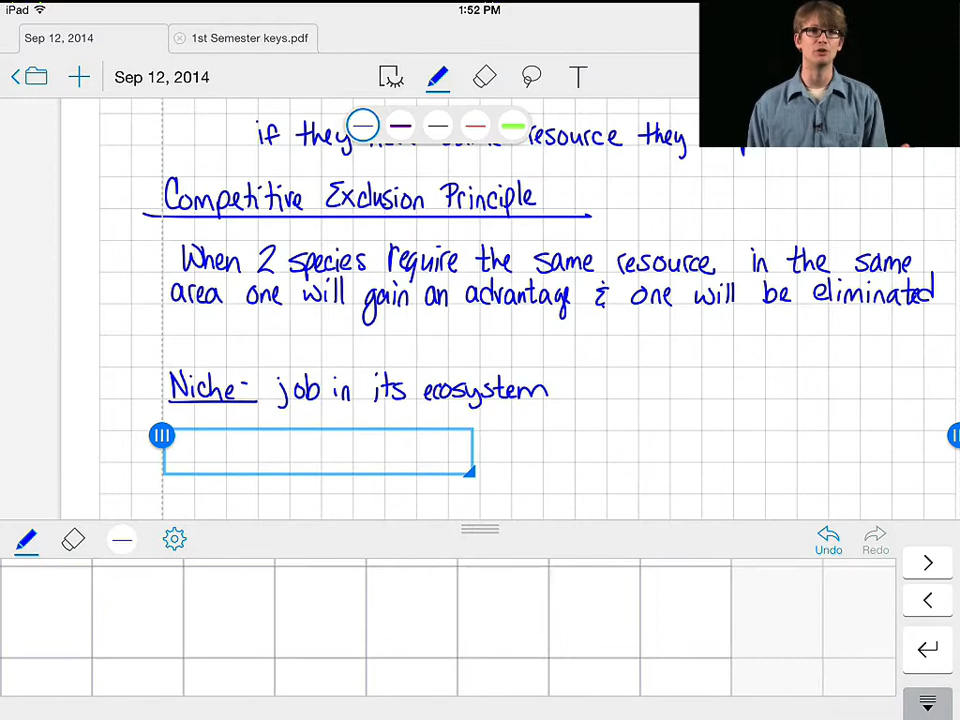 iPad 1:52 PM
Sep 12, 2014 1st Semester keys.pdf
Sep 12, 2014 T
if they resource they
Competitive Exclusion Principle
When 2 species require the same resource in the same
area one will gain an advantage & one will be eliminated
Niche- job in its ecosystem
Undo Redo